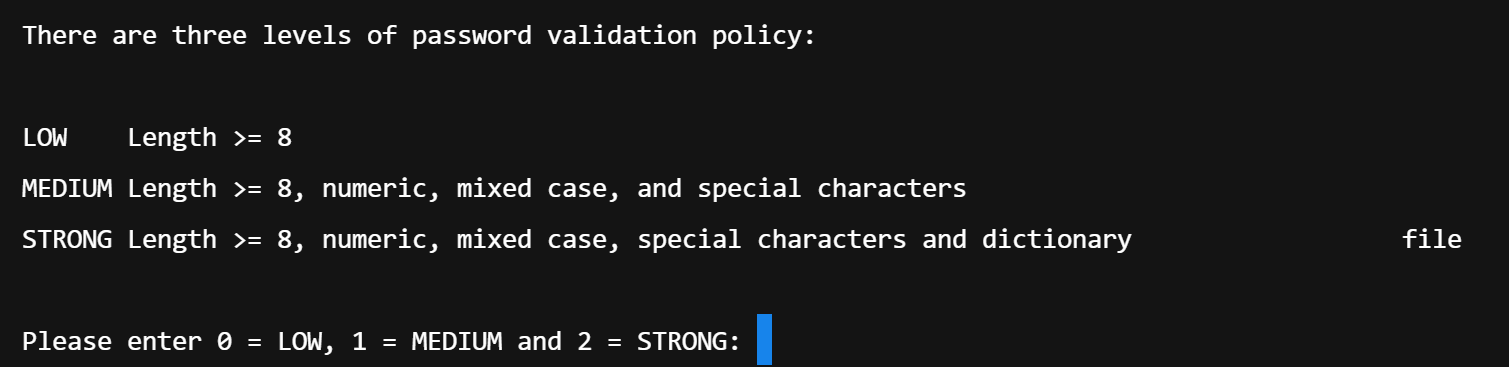 There are three levels of password validation policy:
LOW    Length >= 8
MEDIUM Length >= 8, numeric, mixed case, and special characters
STRONG Length >= 8, numeric, mixed case, special characters and dictionary                  file
Please enter 0 = LOW, 1 = MEDIUM and 2 = STRONG: